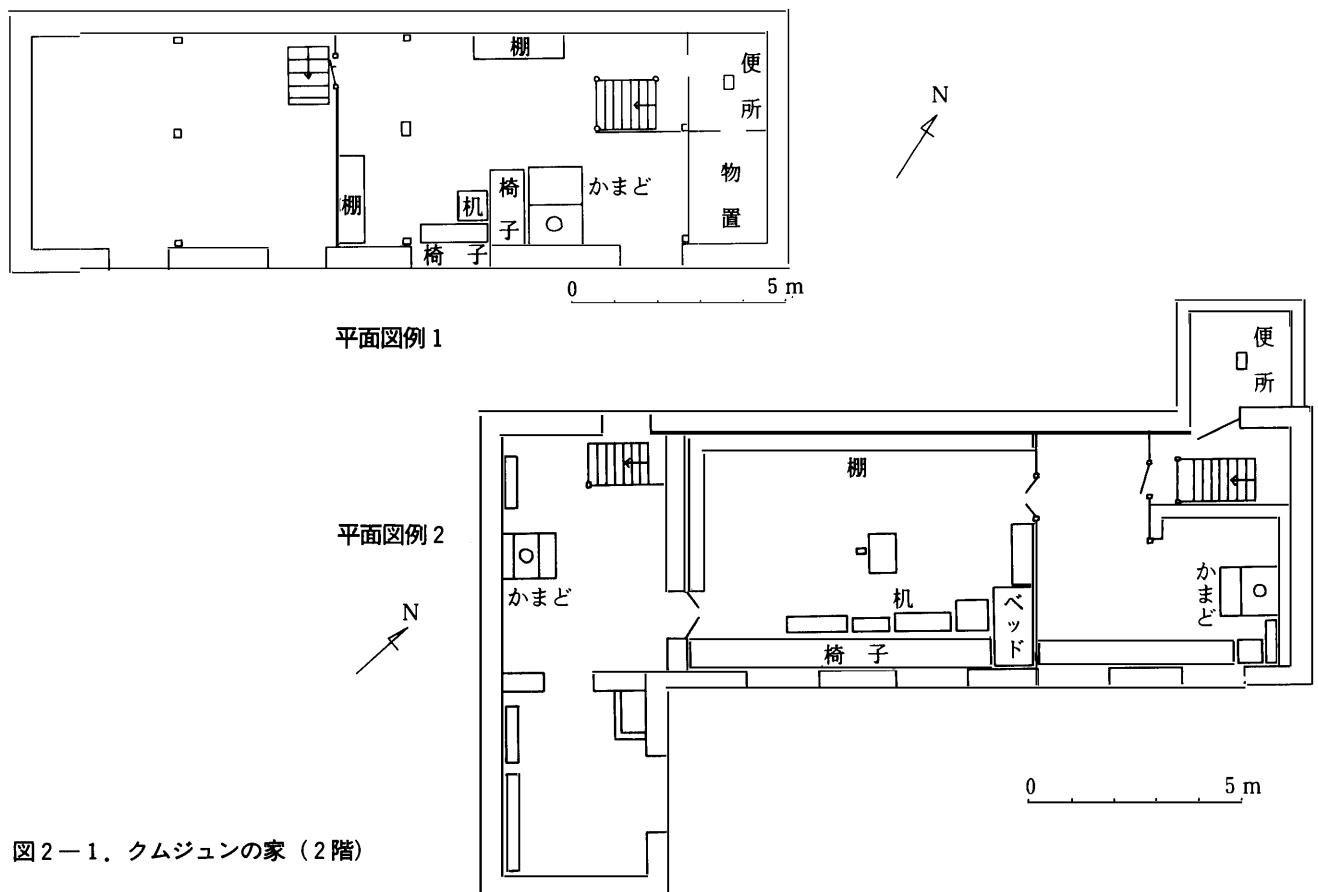 棚
便所
N
物置
椅子
かまど
机
棚
椅子
0 5 m
平面図例 1
便所
棚
平面図例 2
かまど
かまど
N
机
ベッド
椅子
0 5 m
図2－1．クムジュンの家（2階）